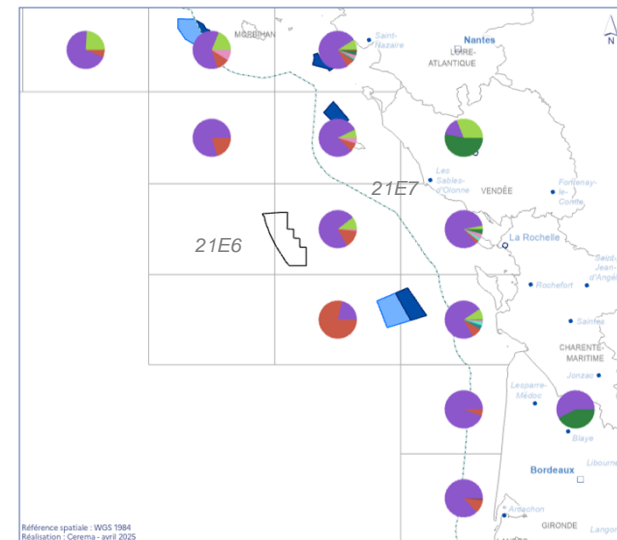 MORBIHAN
Saint-
Nazaire
Nantes
LOIRE-
ATLANTIQUE
N
Les
Sables-
d'Olonne
21E7
VENDÉE
Fontenay-
le-
Comte
21E6
La Rochelle
Rochefort
Saint-
Jean-
d'Angél
Saintes
CHARENTE-
MARITIME
Jonzac
Lesparre-
Médoc
Blaye
Libourne
Bordeaux
Arcachon
GIRONDE
Langon
Référence spatiale : WGS 1984
Réalisation : Cerema - avril 2025